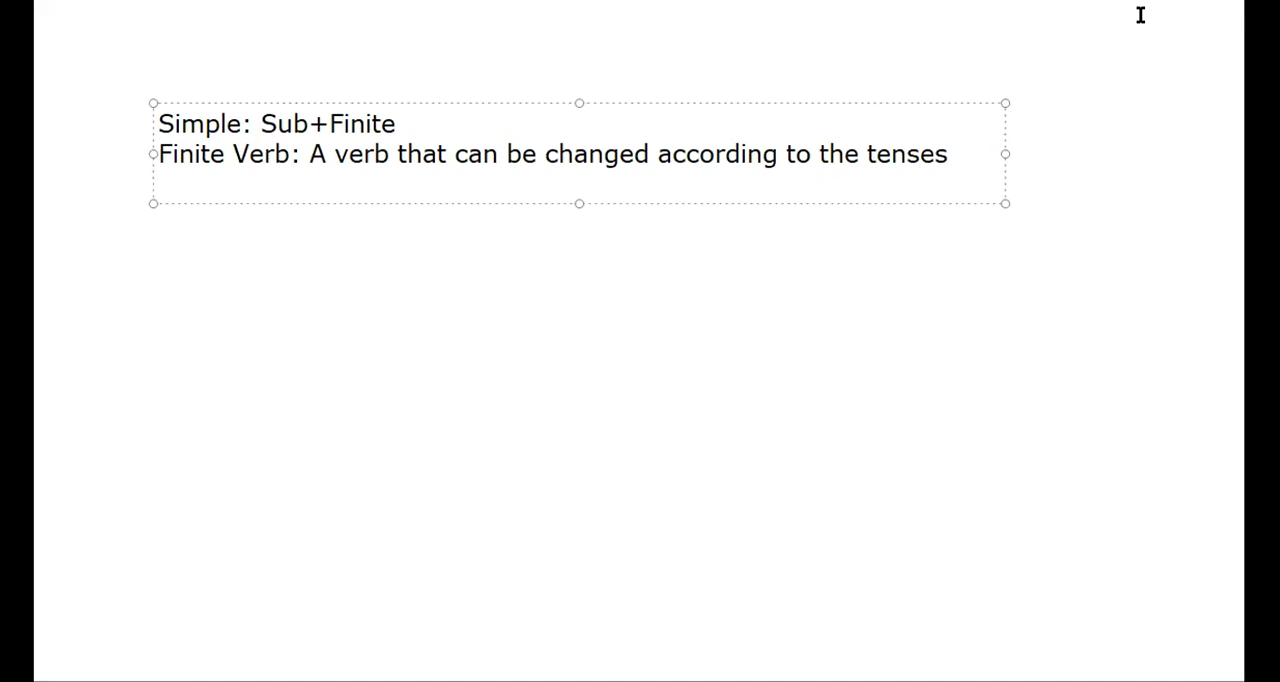 Simple: Sub+Finite
Finite Verb: A verb that can be changed according to the tenses